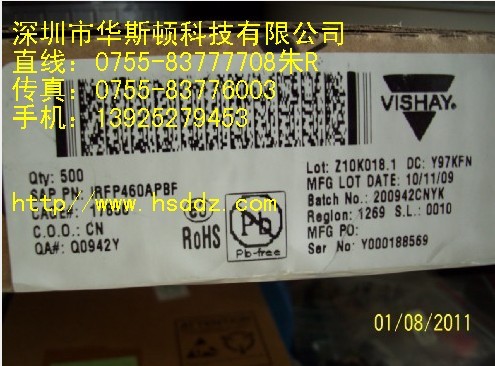 深圳市华斯顿科技有限公司
直线：0755-83777708朱R
传真：0755-83776003
手机：13925279453
http://www.hsddz.com/
VISHAY
Qty: 500
SAP PN: IRFP460APBF
C.O.O: CN
QA#: Q0942Y
RoHS
Pb
Pb-free
Lot: Z10K018.1 DC: Y97KFN
MFG LOT DATE: 10/11/09
Batch No.: 200942CNYK
Region: 1269 S.L.: 0010
MFG PO:
Ser No: Y000188569
01/08/2011